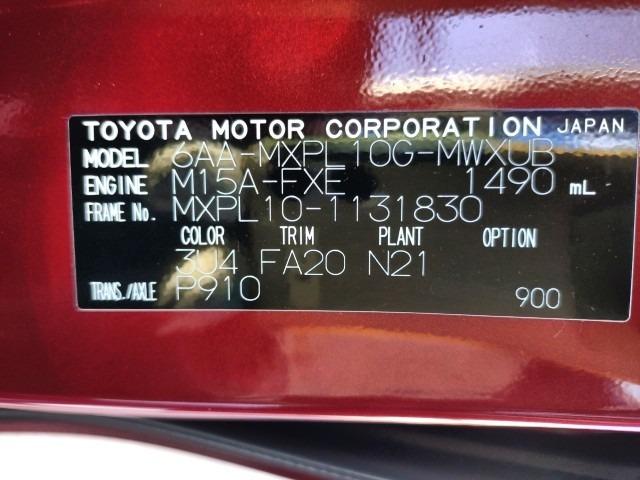 TOYOTA MOTOR CORPORATION JAPAN
MODEL 6AA-MXPL10G-MWXUB
ENGINE M15A-FXE 1490 mL
FRAME No. MXPL10-1131830
COLOR TRIM PLANT OPTION
3U4 FA20 N21
TRANS./AXLE P910 900